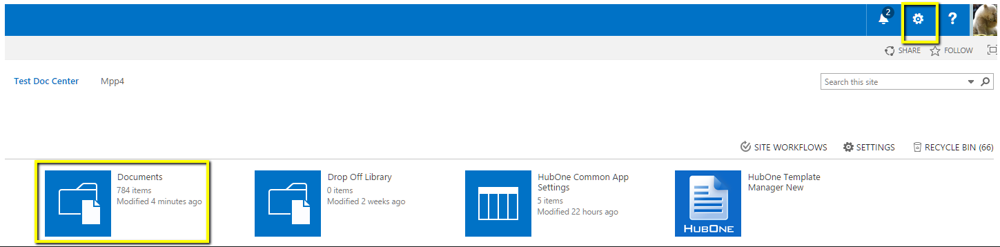 2
?
SHARE FOLLOW
Test Doc Center Mpp4
Search this site
SITE WORKFLOWS SETTINGS RECYCLE BIN (66)
Documents
784 items
Modified 4 minutes ago
Drop Off Library
0 items
Modified 2 weeks ago
HubOne Common App
Settings
5 items
Modified 22 hours ago
HubOne Template
Manager New
HUBONE